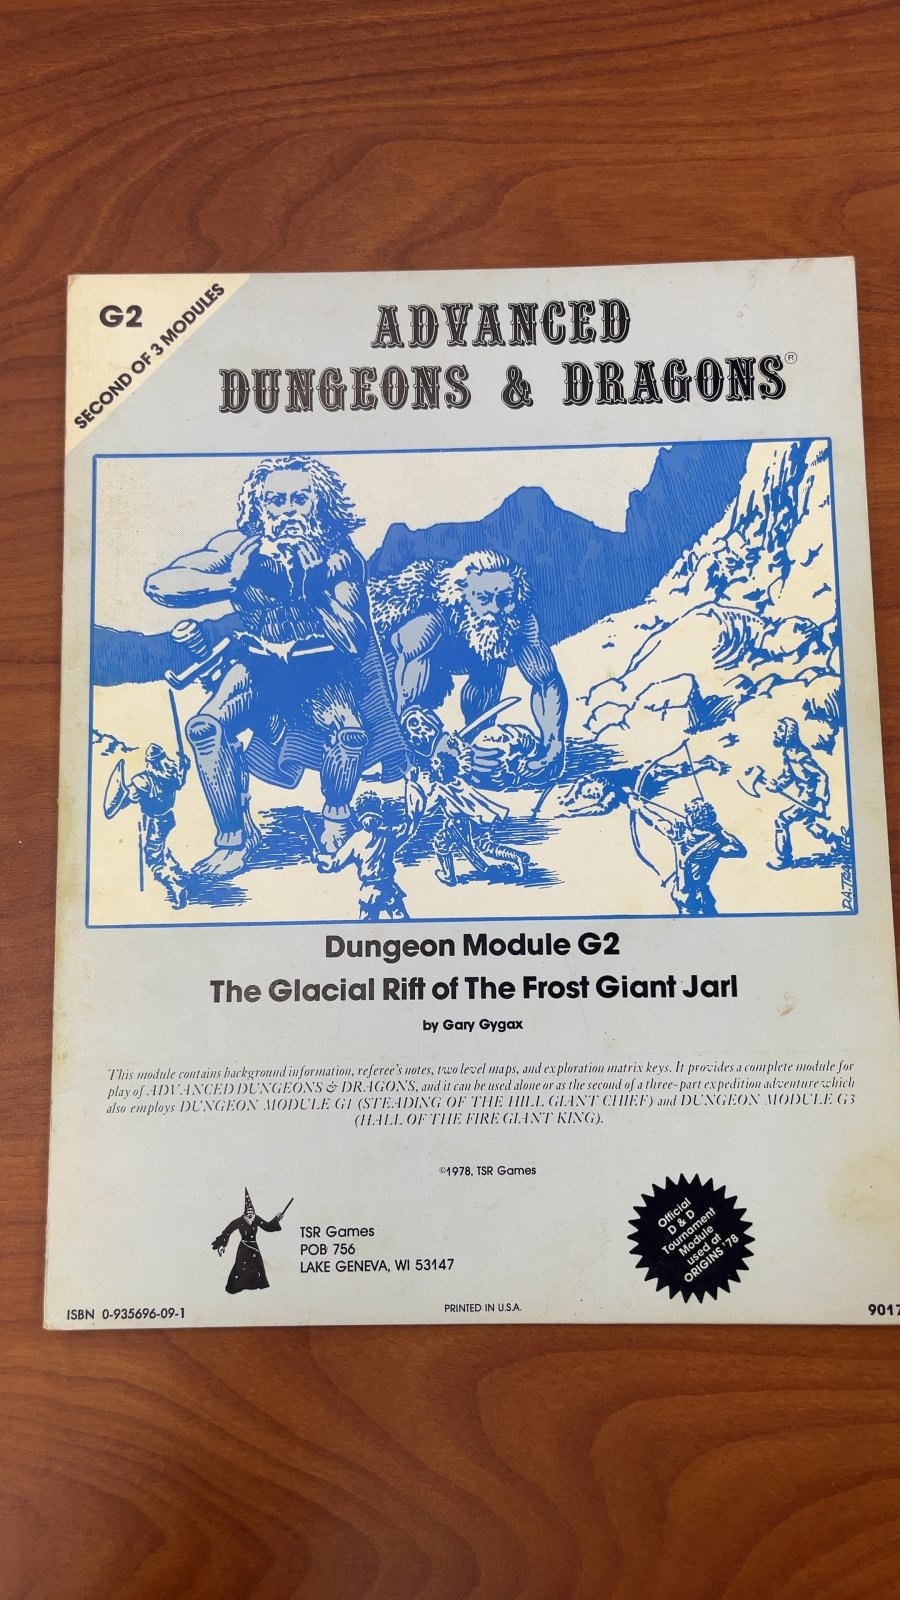 G2
SECOND OF 3 MODULES
ADVANCED
DUNGEONS & DRAGONS®
D.A. TRAMPIER
Dungeon Module G2
The Glacial Rift of The Frost Giant Jarl
by Gary Gygax
This module contains background information, referee's notes, two level maps, and exploration matrix keys. It provides a complete module for
play of ADVANCED DUNGEONS & DRAGONS, and it can be used alone or as the second of a three-part expedition adventure which
also employs DUNGEON MODULE G1 (STEADING OF THE HILL GIANT CHIEF) and DUNGEON MODULE G3
(HALL OF THE FIRE GIANT KING).
©1978, TSR Games
TSR Games
POB 756
LAKE GENEVA, WI 53147
Official
D & D
Tournament
Module
used at
ORIGINS '78
ISBN 0-935696-09-1
PRINTED IN U.S.A.
9017